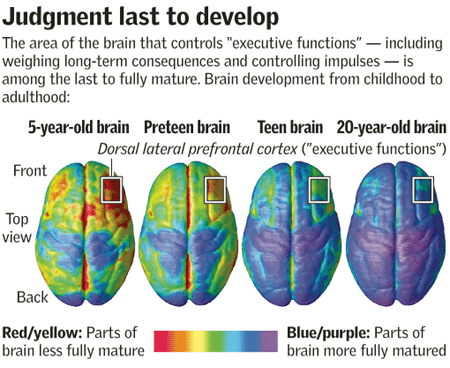 Judgment last to develop
The area of the brain that controls “executive functions” — including
weighing long-term consequences and controlling impulses — is
among the last to fully mature. Brain development from childhood to
adulthood:
5-year-old brain Preteen brain Teen brain 20-year-old brain
Dorsal lateral prefrontal cortex (“executive functions”)
Front
Top
view
Back
Red/yellow: Parts of
brain less fully mature
Blue/purple: Parts of
brain more fully matured